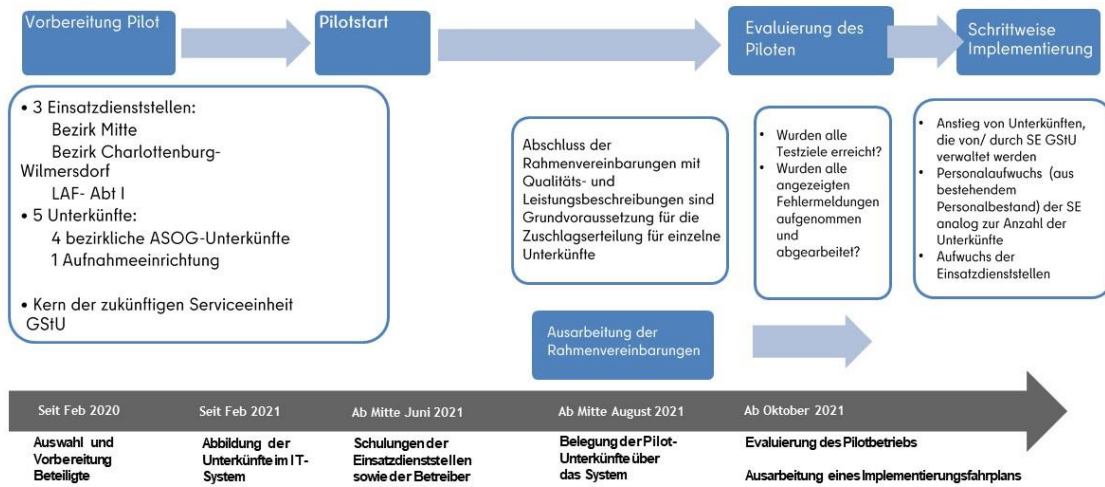 Vorbereitung Pilot
Pilotstart
Evaluierung des
Piloten
Schrittweise
Implementierung
• 3 Einsatzdienststellen:
Bezirk Mitte
Bezirk Charlottenburg-
Wilmersdorf
LAF- Abt I
• 5 Unterkünfte:
4 bezirkliche ASOG-Unterkünfte
1 Aufnahmeeinrichtung
• Kern der zukünftigen Serviceeinheit
GStU
Abschluss der
Rahmenvereinbarungen mit
Qualitäts- und
Leistungsbeschreibungen sind
Grundvoraussetzung für die
Zuschlagserteilung für einzelne
Unterkünfte
• Wurden alle
Testziele erreicht?
• Wurden alle
angezeigten
Fehlermeldungen
aufgenommen
und
abgearbeitet?
• Anstieg von Unterkünften,
die von/ durch SE GStU
verwaltet werden
• Personalaufwuchs (aus
bestehendem
Personalbestand) der SE
analog zur Anzahl der
Unterkünfte
• Aufwuchs der
Einsatzdienststellen
Ausarbeitung der
Rahmenvereinbarungen
Seit Feb 2020
Seit Feb 2021
Ab Mitte Juni 2021
Ab Mitte August 2021
Ab Oktober 2021
Auswahl und
Vorbereitung
Beteiligte
Abbildung der
Unterkünfte im IT-
System
Schulungen der
Einsatzdienststellen
sowie der Betreiber
Belegung der Pilot-
Unterkünfte über
das System
Evaluierung des Pilotbetriebs
Ausarbeitung eines Implementierungsfahrplans